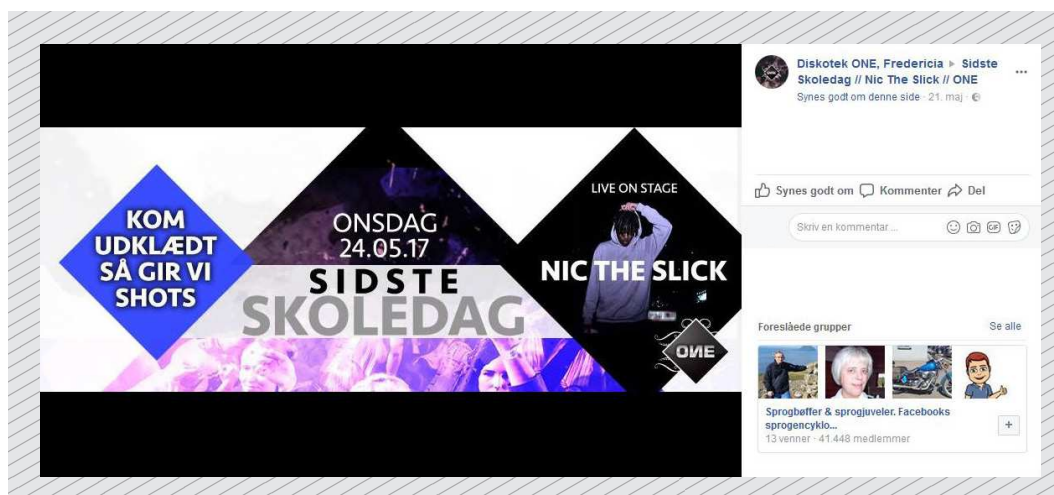 KOM
UDKLÆDT
SÅ GIR VI
SHOTS
ONSDAG
24.05.17
SIDSTE
SKOLEDAG
LIVE ON STAGE
NIC THE SLICK
ONE
Diskotek ONE, Fredericia ▸ Sidste
Skoledag // Nic The Slick // ONE
Synes godt om denne side · 21. maj ·
Synes godt om Kommenter Del
Skriv en kommentar ...
GIF
Foreslåede grupper Se alle
Sprogbøffer & sprogjuveler. Facebooks
sprogencyklo...
13 venner · 41.448 medlemmer
+